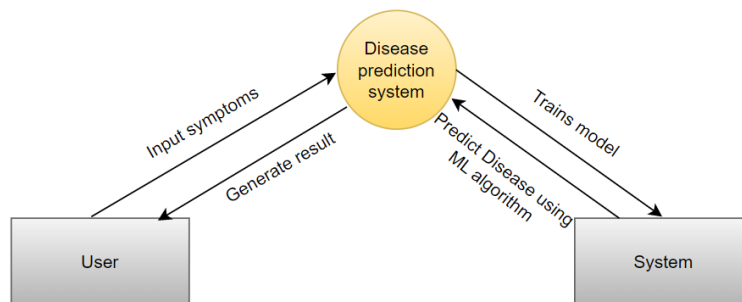 Disease
prediction
system
Input symptoms
Generate result
Trains model
Predict Disease using
ML algorithm
User
System